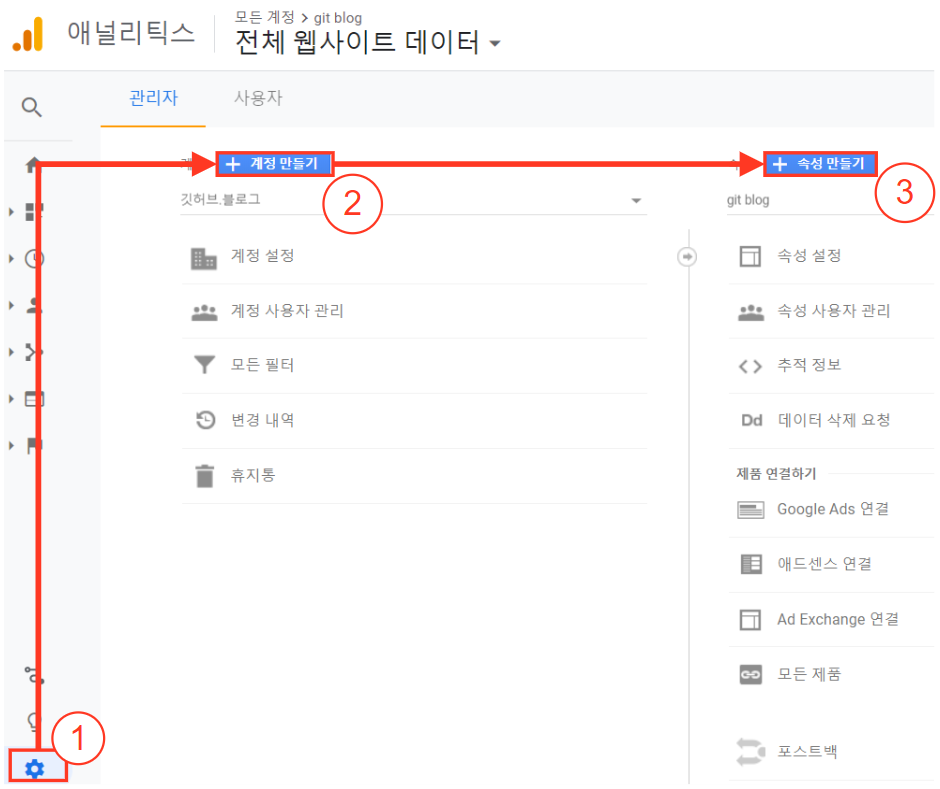 애널리틱스
모든 계정 > git blog
전체 웹사이트 데이터
관리자
사용자
+ 계정 만들기
2
깃허브.블로그
계정 설정
계정 사용자 관리
모든 필터
변경 내역
휴지통
+ 속성 만들기
3
git blog
속성 설정
속성 사용자 관리
추적 정보
Dd 데이터 삭제 요청
제품 연결하기
Google Ads 연결
애드센스 연결
Ad Exchange 연결
모든 제품
포스트백
1